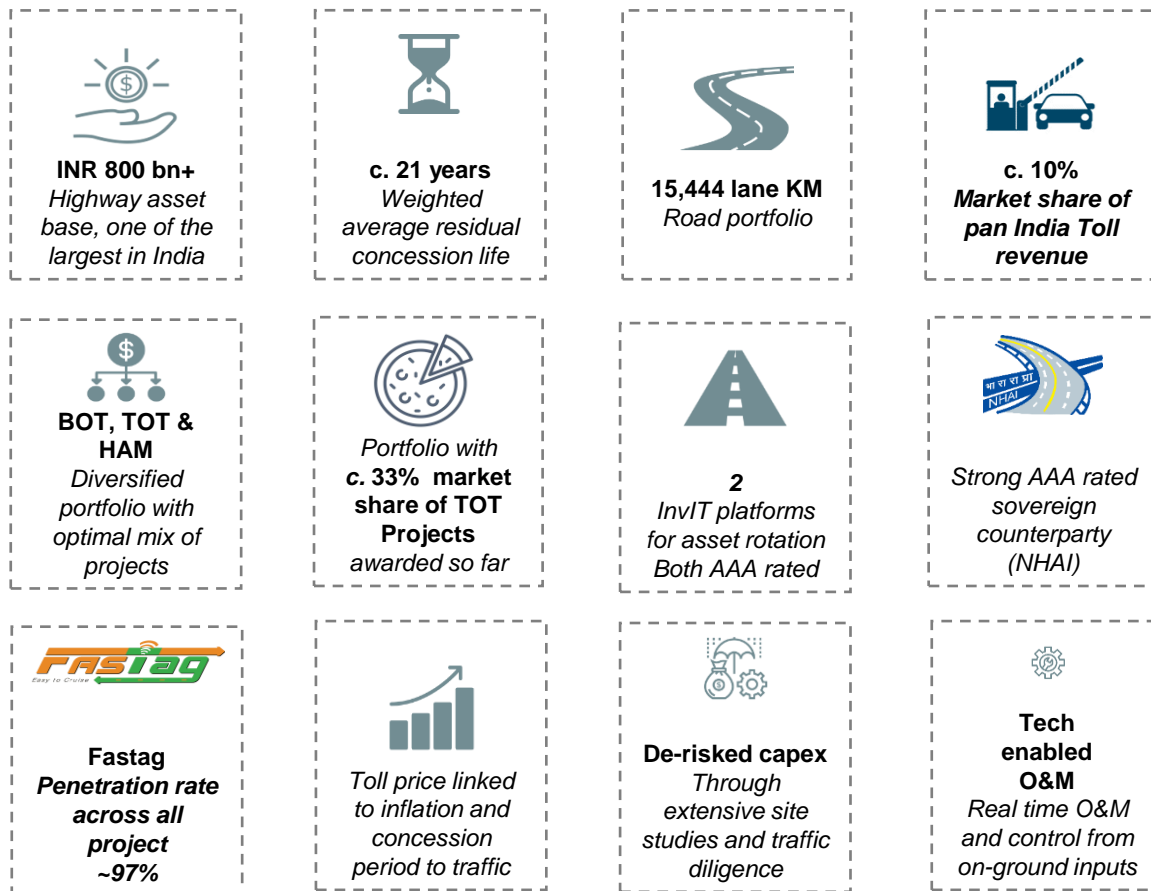 INR 800 bn+
Highway asset
base, one of the
largest in India
c. 21 years
Weighted
average residual
concession life
15,444 lane KM
Road portfolio
c. 10%
Market share of
pan India Toll
revenue
BOT, TOT &
HAM
Diversified
portfolio with
optimal mix of
projects
Portfolio with
c. 33% market
share of TOT
Projects
awarded so far
2
InvIT platforms
for asset rotation
Both AAA rated
भा रा रा प्रा
NHAI
Strong AAA rated
sovereign
counterparty
(NHAI)
FASTag
Easy to Cruise
Fastag
Penetration rate
across all
project
~97%
Toll price linked
to inflation and
concession
period to traffic
De-risked capex
Through
extensive site
studies and traffic
diligence
Tech
enabled
O&M
Real time O&M
and control from
on-ground inputs